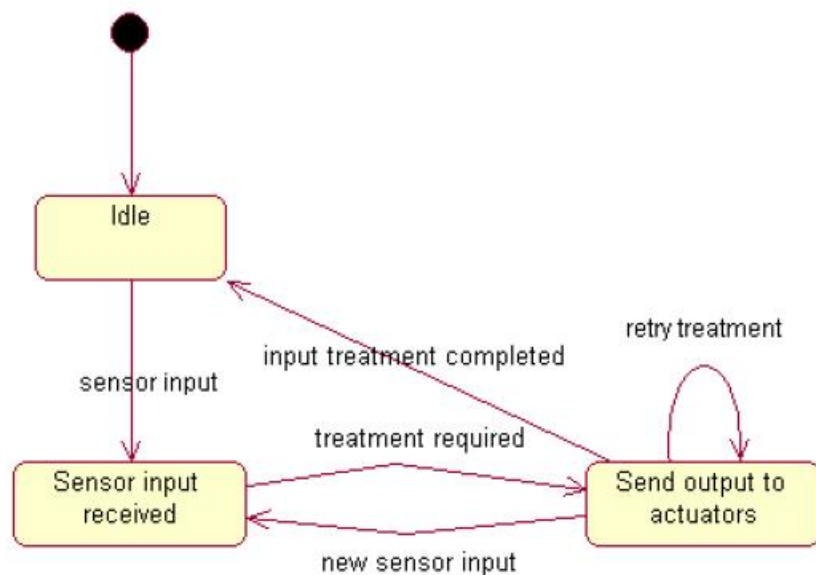 Idle
retry treatment
input treatment completed
sensor input
treatment required
Sensor input
received
Send output to
actuators
new sensor input